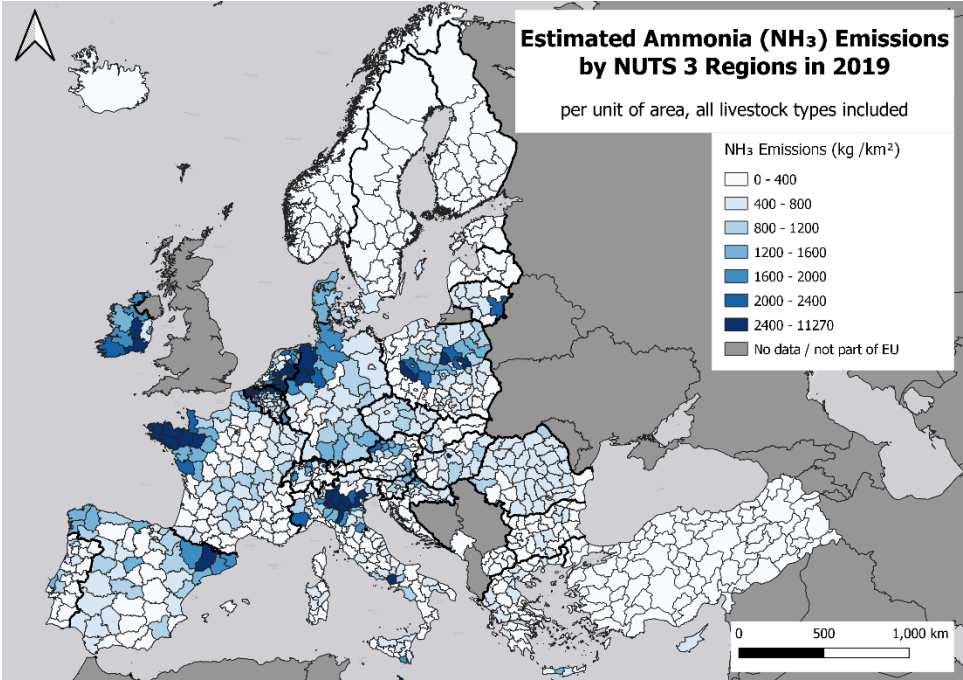 Estimated Ammonia (NH₃) Emissions
by NUTS 3 Regions in 2019
per unit of area, all livestock types included
NH₃ Emissions (kg /km²)
0 - 400
400 - 800
800 - 1200
1200 - 1600
1600 - 2000
2000 - 2400
2400 - 11270
No data / not part of EU
0 500 1,000 km